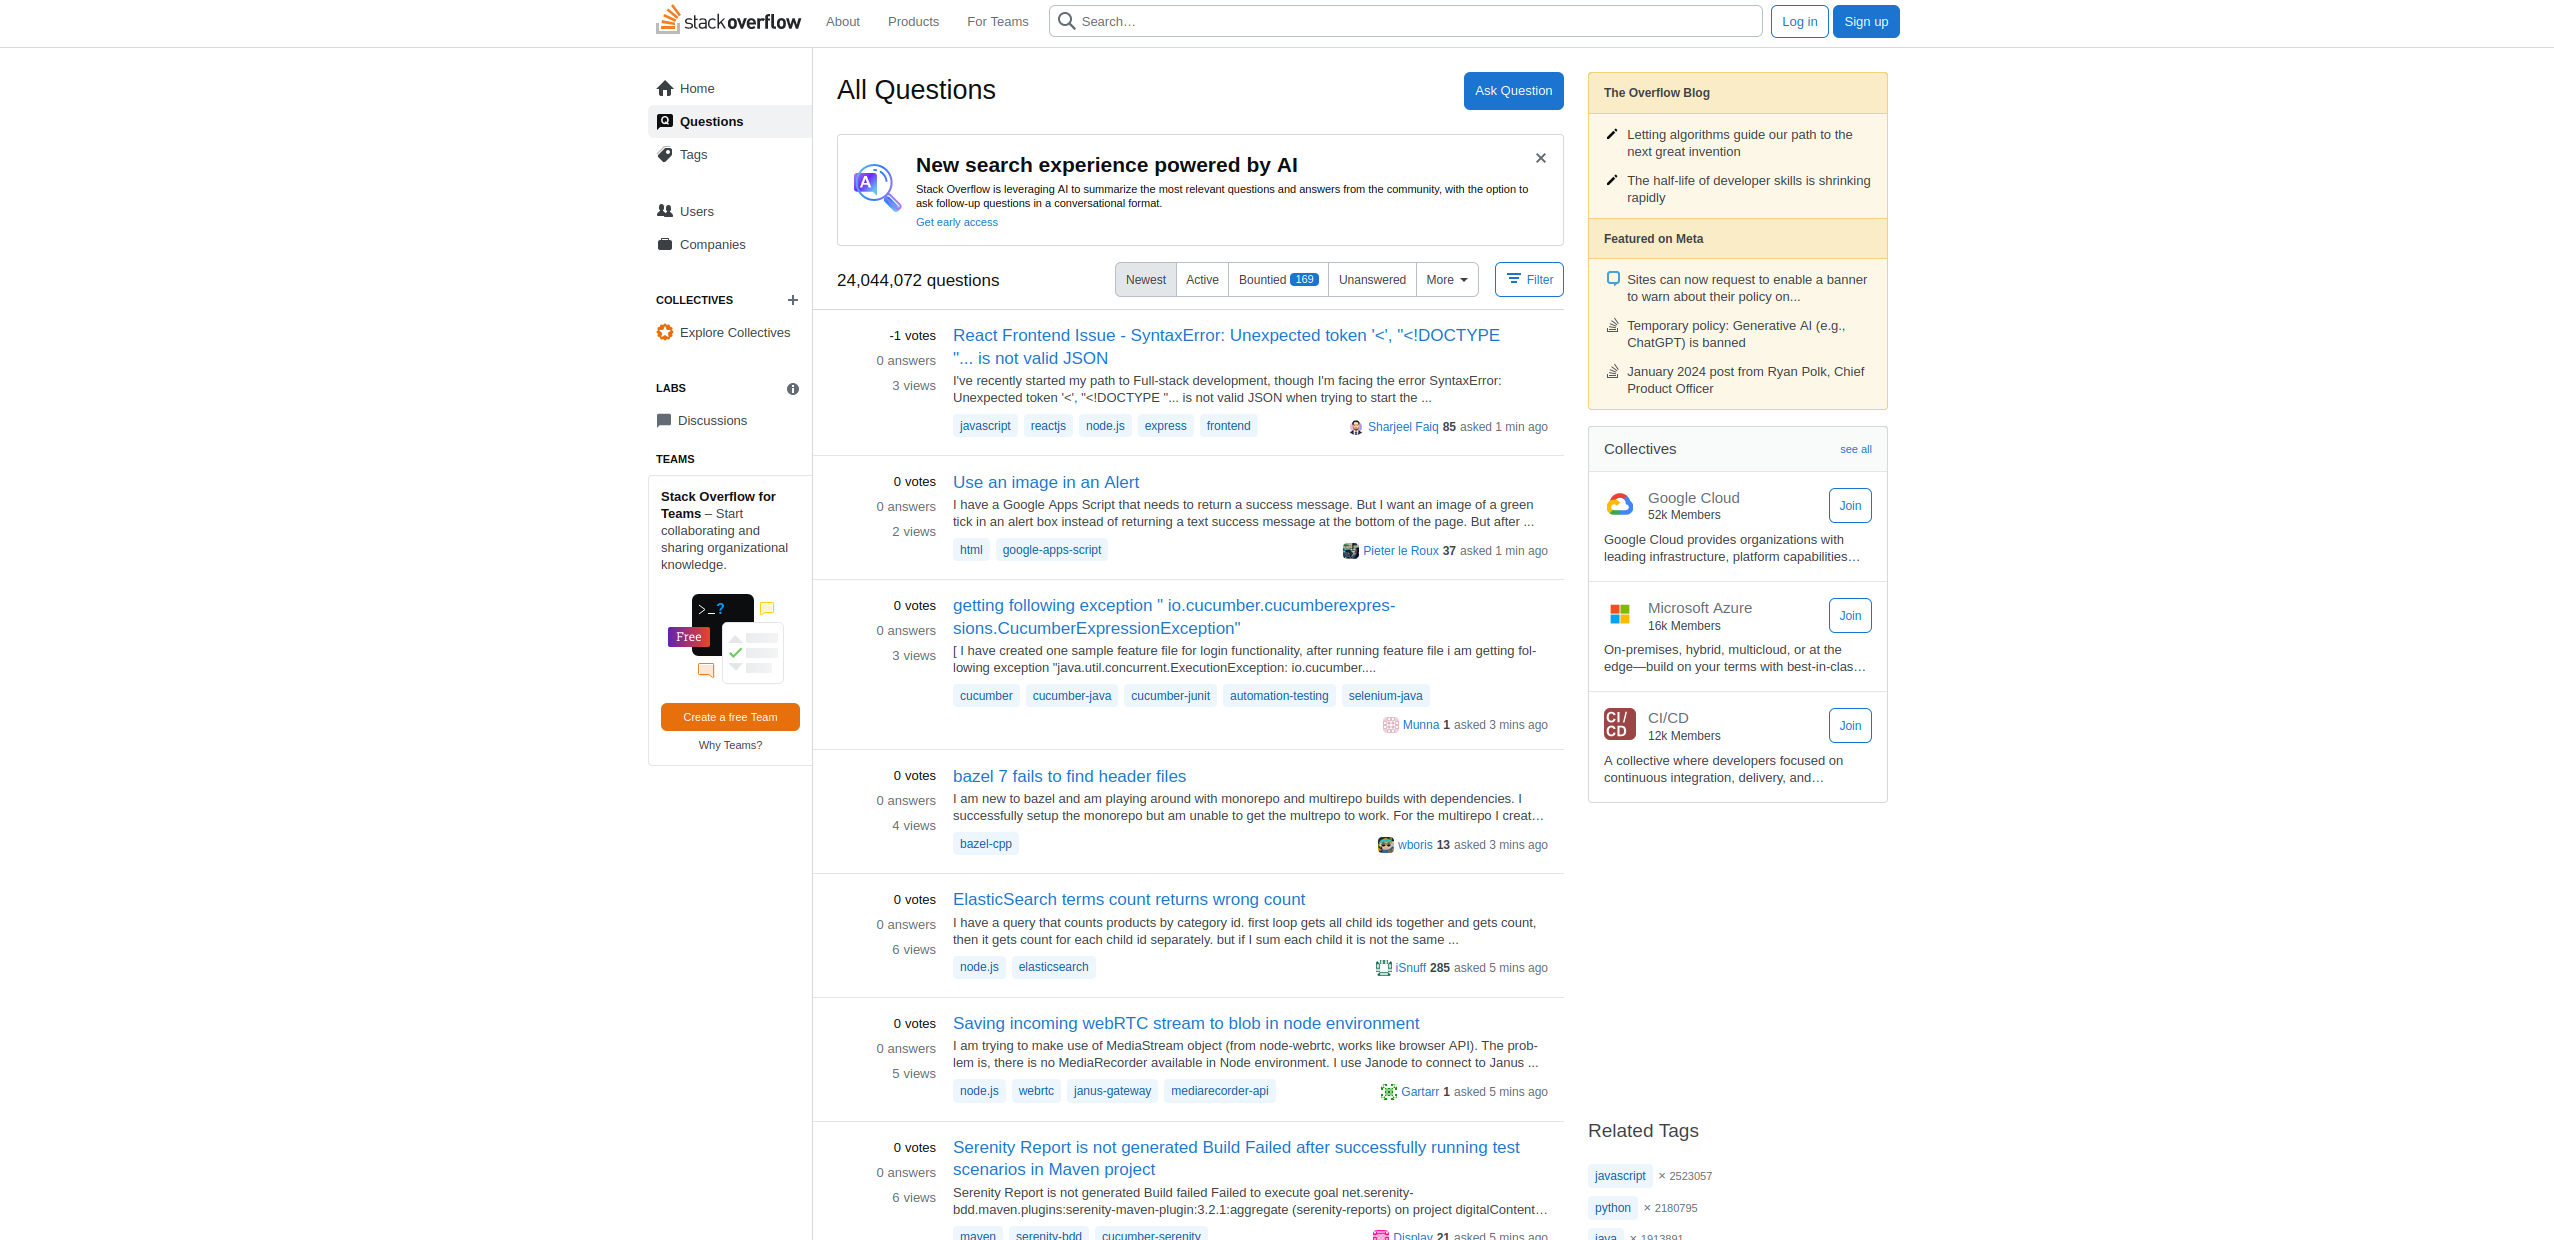 stackoverflow About Products For Teams Search… Log in Sign up
Home
Questions
Tags
Users
Companies
COLLECTIVES
Explore Collectives
LABS
Discussions
TEAMS
Stack Overflow for
Teams – Start
collaborating and
sharing organizational
knowledge.
>_?
Free
Create a free Team
Why Teams?
All Questions
Ask Question
New search experience powered by AI
Stack Overflow is leveraging AI to summarize the most relevant questions and answers from the community, with the option to
ask follow-up questions in a conversational format.
Get early access
24,044,072 questions
Newest Active Bountied 169 Unanswered More Filter
-1 votes
0 answers
3 views
React Frontend Issue - SyntaxError: Unexpected token '<', "<!DOCTYPE
"... is not valid JSON
I've recently started my path to Full-stack development, though I'm facing the error SyntaxError:
Unexpected token '<', "<!DOCTYPE "... is not valid JSON when trying to start the ...
javascript reactjs node.js express frontend
Sharjeel Faiq 85 asked 1 min ago
0 votes
0 answers
2 views
Use an image in an Alert
I have a Google Apps Script that needs to return a success message. But I want an image of a green
tick in an alert box instead of returning a text success message at the bottom of the page. But after ...
html google-apps-script
Pieter le Roux 37 asked 1 min ago
0 votes
0 answers
3 views
getting following exception " io.cucumber.cucumberexpres-
sions.CucumberExpressionException"
[ I have created one sample feature file for login functionality, after running feature file i am getting fol-
lowing exception "java.util.concurrent.ExecutionException: io.cucumber....
cucumber cucumber-java cucumber-junit automation-testing selenium-java
Munna 1 asked 3 mins ago
0 votes
0 answers
4 views
bazel 7 fails to find header files
I am new to bazel and am playing around with monorepo and multirepo builds with dependencies. I
successfully setup the monorepo but am unable to get the multrepo to work. For the multirepo I creat…
bazel-cpp
wboris 13 asked 3 mins ago
0 votes
0 answers
6 views
ElasticSearch terms count returns wrong count
I have a query that counts products by category id. first loop gets all child ids together and gets count,
then it gets count for each child id separately. but if I sum each child it is not the same ...
node.js elasticsearch
iSnuff 285 asked 5 mins ago
0 votes
0 answers
5 views
Saving incoming webRTC stream to blob in node environment
I am trying to make use of MediaStream object (from node-webrtc, works like browser API). The prob-
lem is, there is no MediaRecorder available in Node environment. I use Janode to connect to Janus ...
node.js webrtc janus-gateway mediarecorder-api
Gartarr 1 asked 5 mins ago
0 votes
0 answers
6 views
Serenity Report is not generated Build Failed after successfully running test
scenarios in Maven project
Serenity Report is not generated Build failed Failed to execute goal net.serenity-
bdd.maven.plugins:serenity-maven-plugin:3.2.1:aggregate (serenity-reports) on project digitalContent…
maven serenity-bdd cucumber-serenity
Display 21 asked 5 mins ago
The Overflow Blog
Letting algorithms guide our path to the
next great invention
The half-life of developer skills is shrinking
rapidly
Featured on Meta
Sites can now request to enable a banner
to warn about their policy on...
Temporary policy: Generative AI (e.g.,
ChatGPT) is banned
January 2024 post from Ryan Polk, Chief
Product Officer
Collectives see all
Google Cloud
52k Members
Join
Google Cloud provides organizations with
leading infrastructure, platform capabilities…
Microsoft Azure
16k Members
Join
On-premises, hybrid, multicloud, or at the
edge—build on your terms with best-in-clas…
CI/
CD
CI/CD
12k Members
Join
A collective where developers focused on
continuous integration, delivery, and…
Related Tags
javascript × 2523057
python × 2180795
java × 1913891